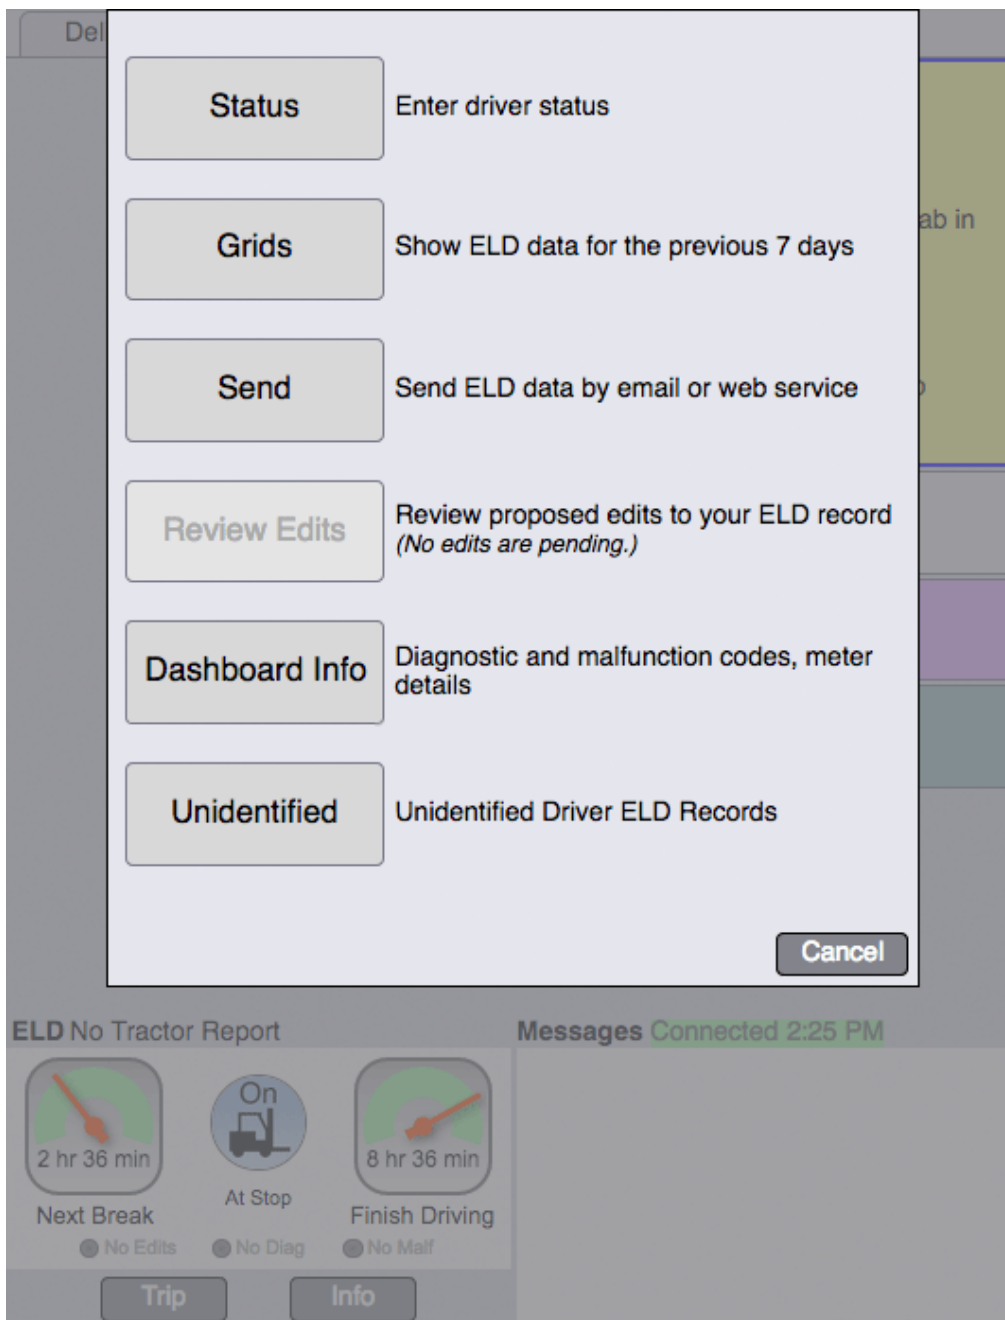 Del
Status
Enter driver status
ab in
Grids
Show ELD data for the previous 7 days
Send
Send ELD data by email or web service
Review Edits
Review proposed edits to your ELD record
(No edits are pending.)
Dashboard Info
Diagnostic and malfunction codes, meter
details
Unidentified
Unidentified Driver ELD Records
Cancel
ELD No Tractor Report
Messages Connected 2:25 PM
On
2 hr 36 min
8 hr 36 min
At Stop
Next Break
Finish Driving
No Edits
No Diag
No Malf
Trip
Info